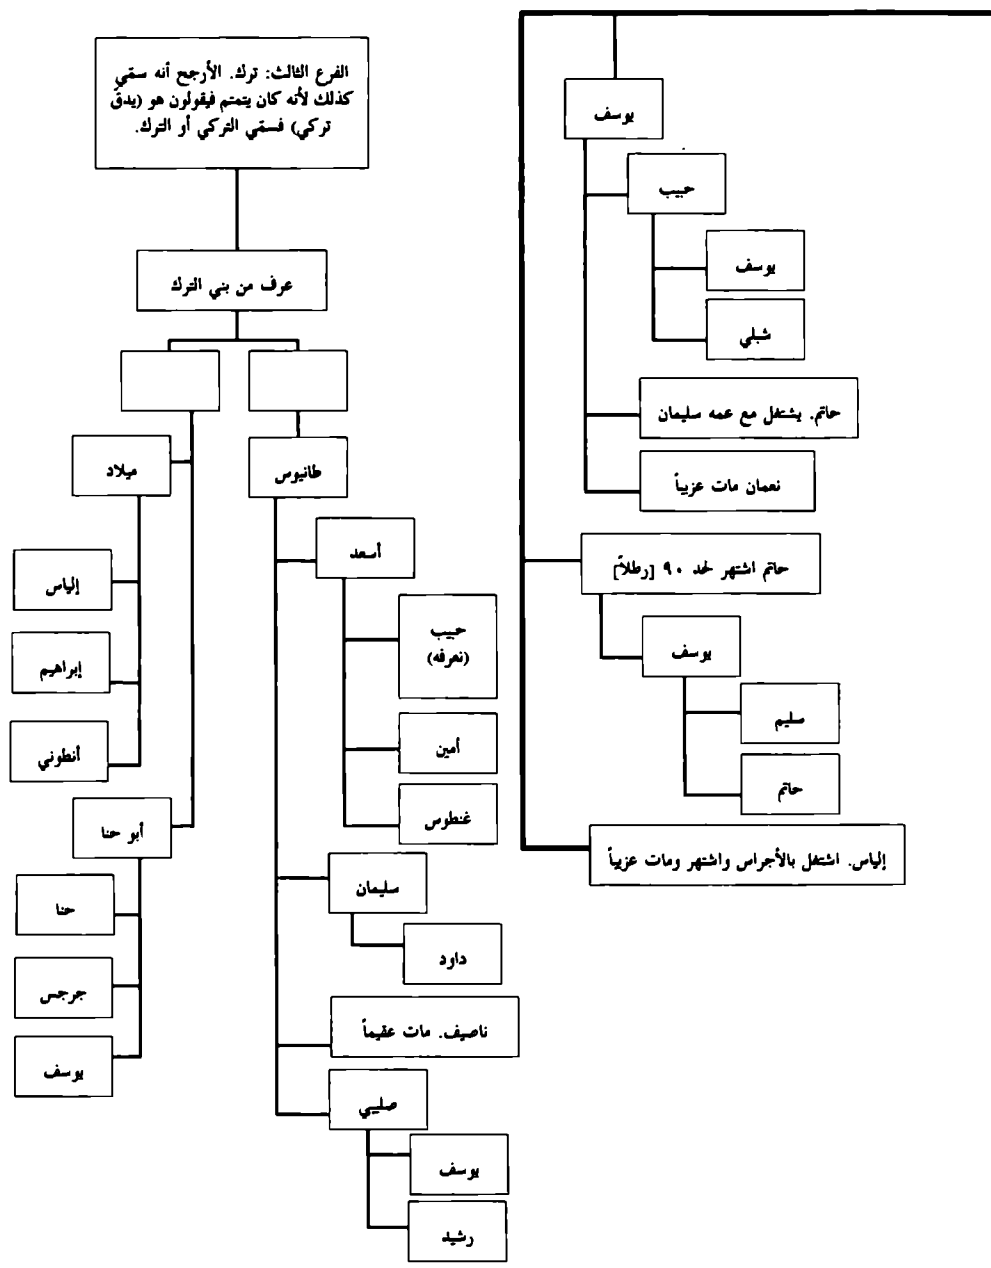 يوسف
حبيب
يوسف
شبلي
حاتم. يشتغل مع عمه سليمان
نعمان مات عزيباً
حاتم اشتهر لحد ٩٠ [رطلاً]
يوسف
سليم
حاتم
إلياس. اشتغل بالأجراس واشتهر ومات عزيباً
الفرع الثالث: ترك. الأرجح أنه سمّي
كذلك لأنه كان يتمتم فيقولون هو (يدقّ
تركي) فسمّي التركي أو الترك.
عرف من بني الترك
طانيوس
أسعد
حبيب
(نعرفه)
أمين
غنطوس
سليمان
داود
ناصيف. مات عقيماً
صليبي
يوسف
رشيد
ميلاد
إلياس
إبراهيم
أنطوني
أبو حنا
حنا
جرجس
يوسف